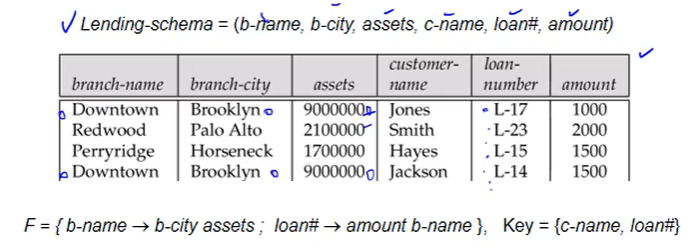 Lending-schema = (b-name, b-city, assets, c-name, loan#, amount)
branch-name branch-city assets customer-name loan-number amount
Downtown Brooklyn 9000000 Jones L-17 1000
Redwood Palo Alto 2100000 Smith L-23 2000
Perryridge Horseneck 1700000 Hayes L-15 1500
Downtown Brooklyn 9000000 Jackson L-14 1500
F = { b-name → b-city assets ; loan# → amount b-name }, Key = {c-name, loan#}